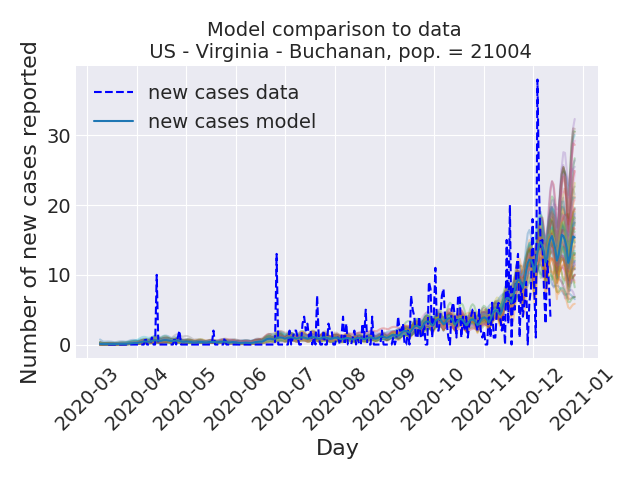 Model comparison to data
US - Virginia - Buchanan, pop. = 21004
new cases data
new cases model
Number of new cases reported
30
20
10
0
2020-03
2020-04
2020-05
2020-06
2020-07
2020-08
2020-09
2020-10
2020-11
2020-12
2021-01
Day